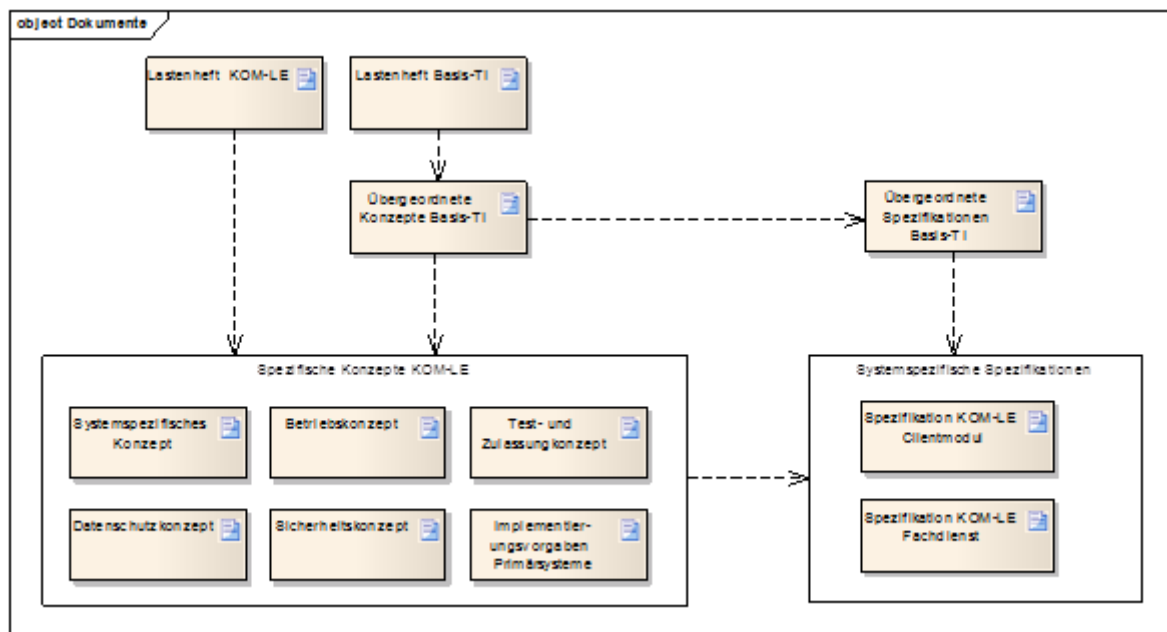 object Dokumente
Lastenheft KOM-LE
Lastenheft Basis-TI
Übergeordnete
Konzepte Basis-TI
Übergeordnete
Spezifikationen
Basis-TI
Spezifische Konzepte KOM-LE
Systemspezifisches
Konzept
Betriebskonzept
Test- und
Zulassungkonzept
Datenschutzkonzept
Sicherheitskonzept
Implementier-
ungsvorgaben
Primärsysteme
Systemspezifische Spezifikationen
Spezifikation KOM-LE
Clientmodul
Spezifikation KOM-LE
Fachdienst